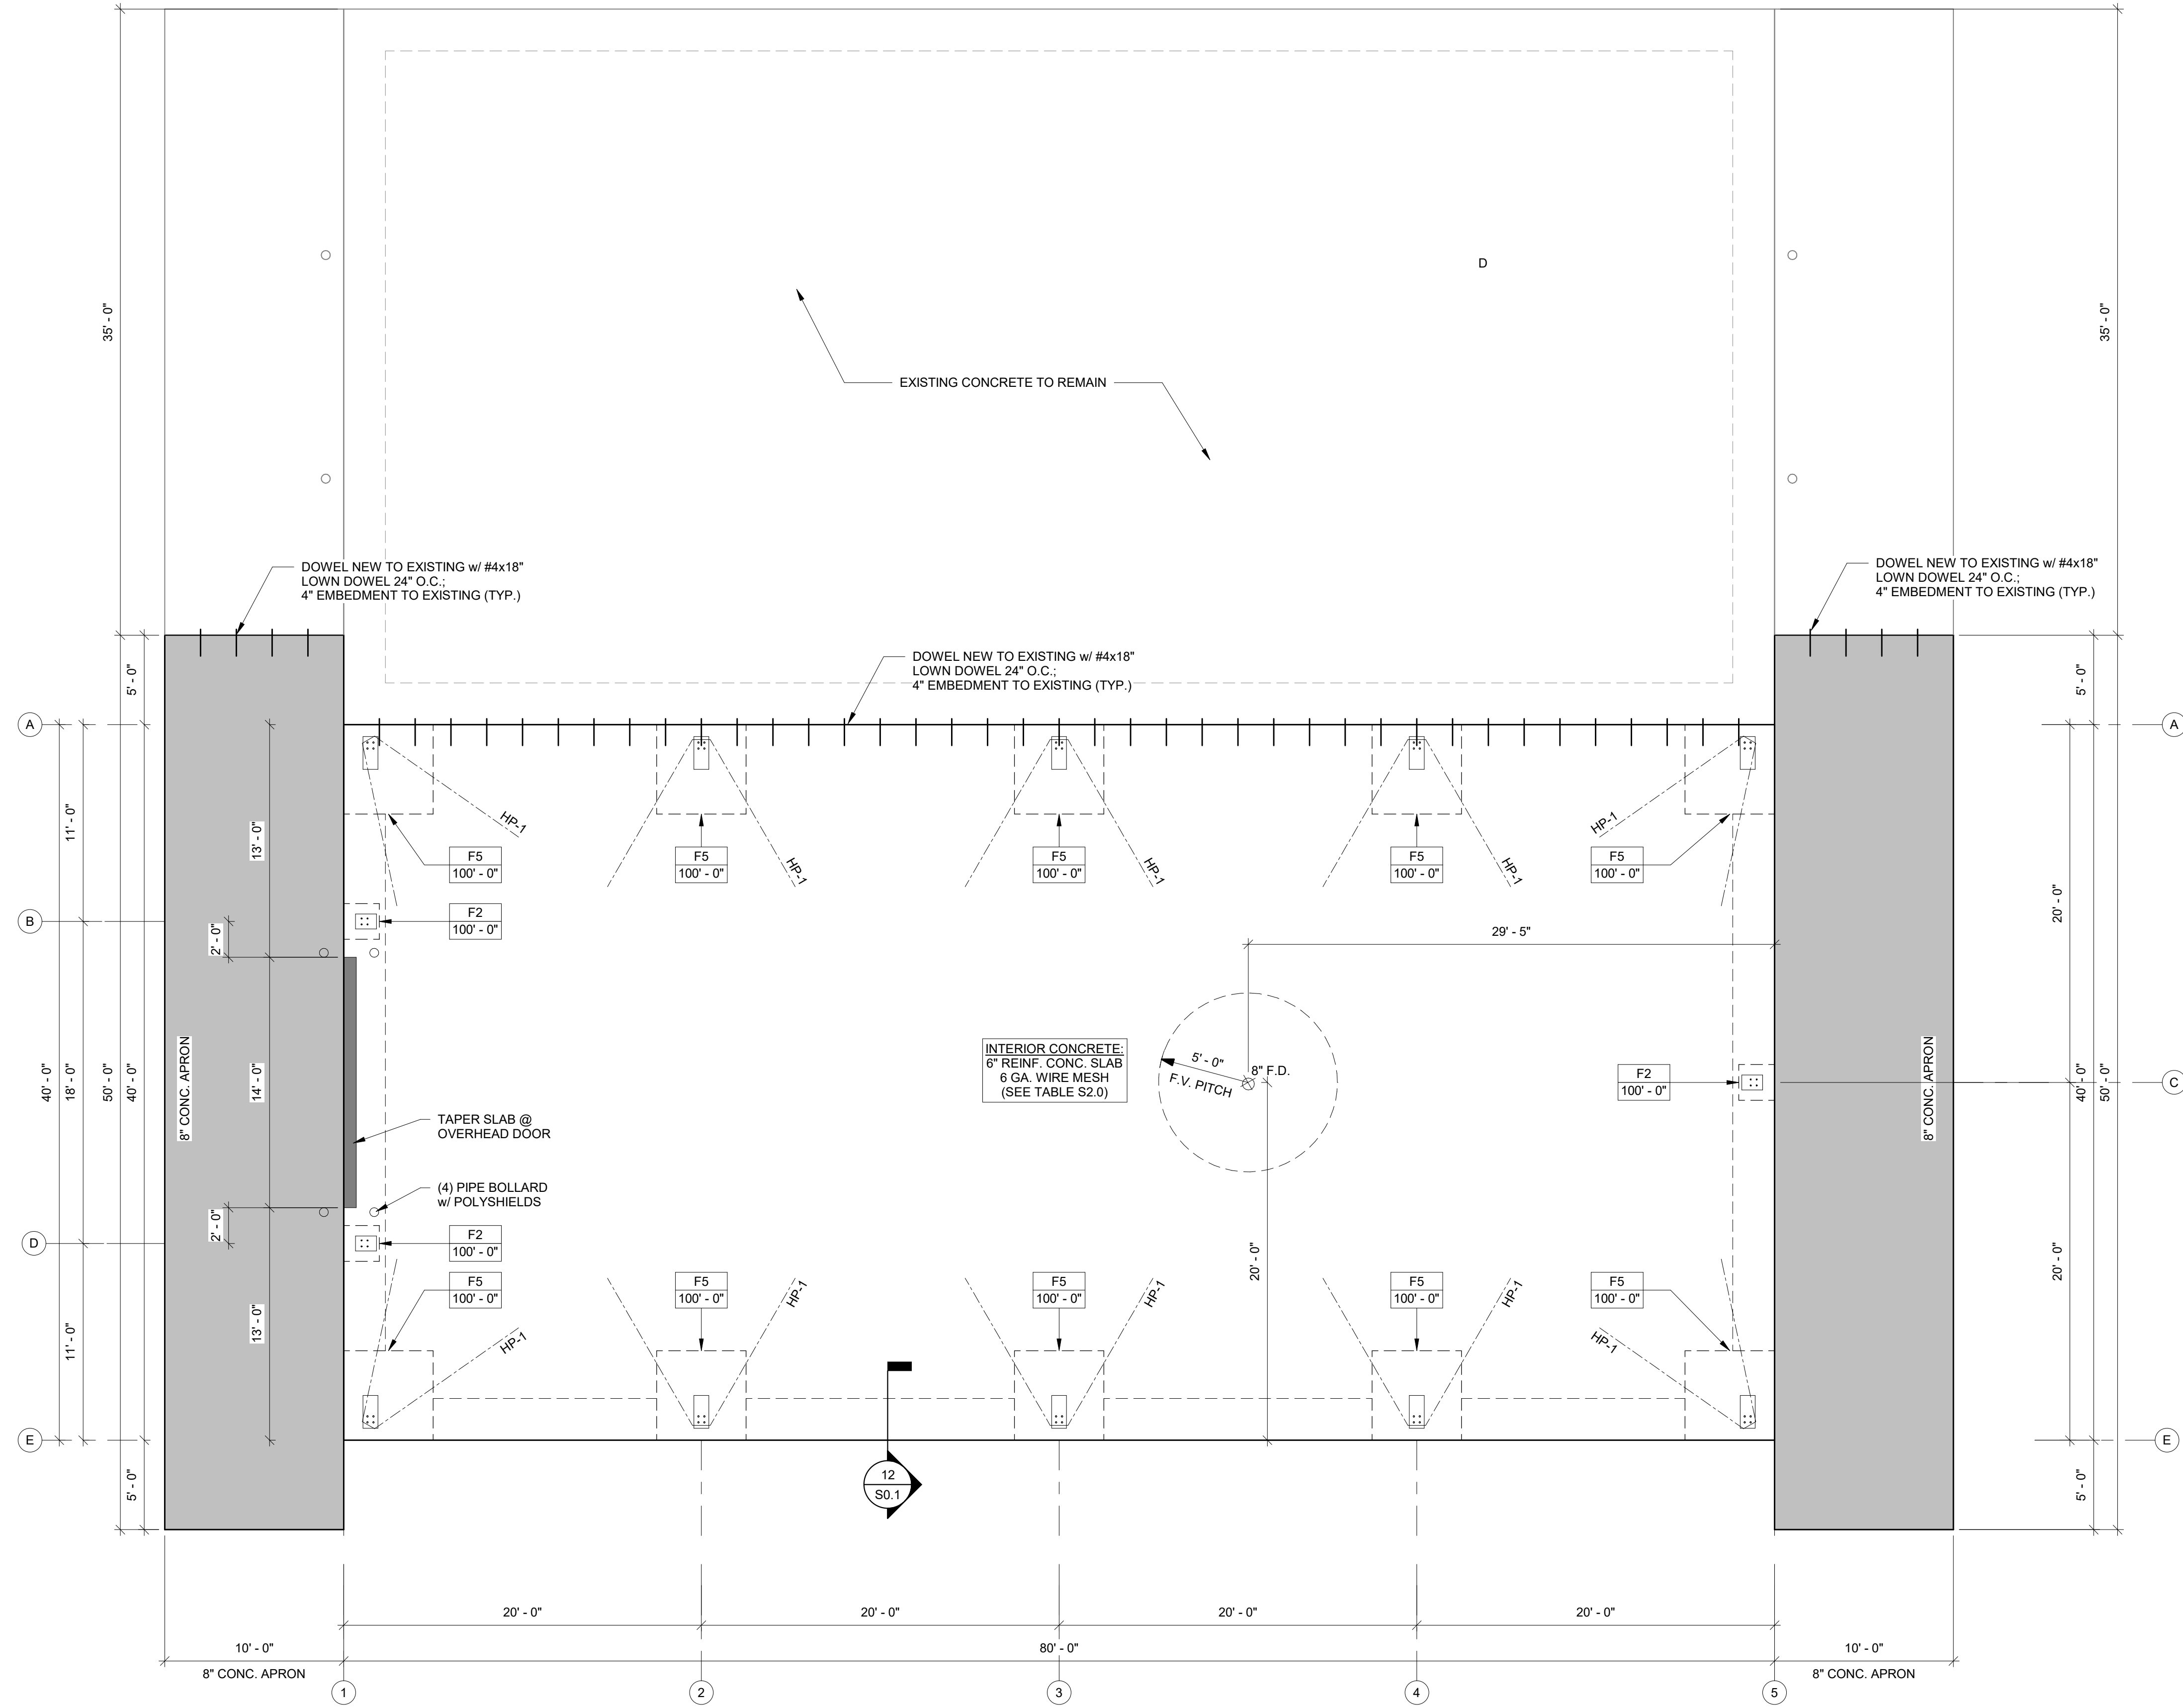 D
35' - 0"
35' - 0"
EXISTING CONCRETE TO REMAIN
DOWEL NEW TO EXISTING w/ #4x18"
LOWN DOWEL 24" O.C.;
4" EMBEDMENT TO EXISTING (TYP.)
DOWEL NEW TO EXISTING w/ #4x18"
LOWN DOWEL 24" O.C.;
4" EMBEDMENT TO EXISTING (TYP.)
DOWEL NEW TO EXISTING w/ #4x18"
LOWN DOWEL 24" O.C.;
4" EMBEDMENT TO EXISTING (TYP.)
5' - 0"
5' - 0"
A
A
11' - 0"
13' - 0"
HP-1
HP-1
HP-1
HP-1
HP-1
F5
100' - 0"
F5
100' - 0"
F5
100' - 0"
F5
100' - 0"
F5
100' - 0"
20' - 0"
B
2' - 0"
F2
100' - 0"
29' - 5"
40' - 0"
18' - 0"
50' - 0"
40' - 0"
8" CONC. APRON
14' - 0"
INTERIOR CONCRETE:
6" REINF. CONC. SLAB
6 GA. WIRE MESH
(SEE TABLE S2.0)
5' - 0"
F.V. PITCH
8" F.D.
F2
100' - 0"
8" CONC. APRON
40' - 0"
50' - 0"
C
TAPER SLAB @
OVERHEAD DOOR
(4) PIPE BOLLARD
w/ POLYSHIELDS
D
2' - 0"
F2
100' - 0"
20' - 0"
20' - 0"
F5
100' - 0"
F5
100' - 0"
F5
100' - 0"
F5
100' - 0"
F5
100' - 0"
11' - 0"
13' - 0"
HP-1
HP-1
HP-1
HP-1
HP-1
E
E
5' - 0"
12
S0.1
5' - 0"
20' - 0"
20' - 0"
20' - 0"
20' - 0"
10' - 0"
80' - 0"
10' - 0"
8" CONC. APRON
8" CONC. APRON
1
2
3
4
5